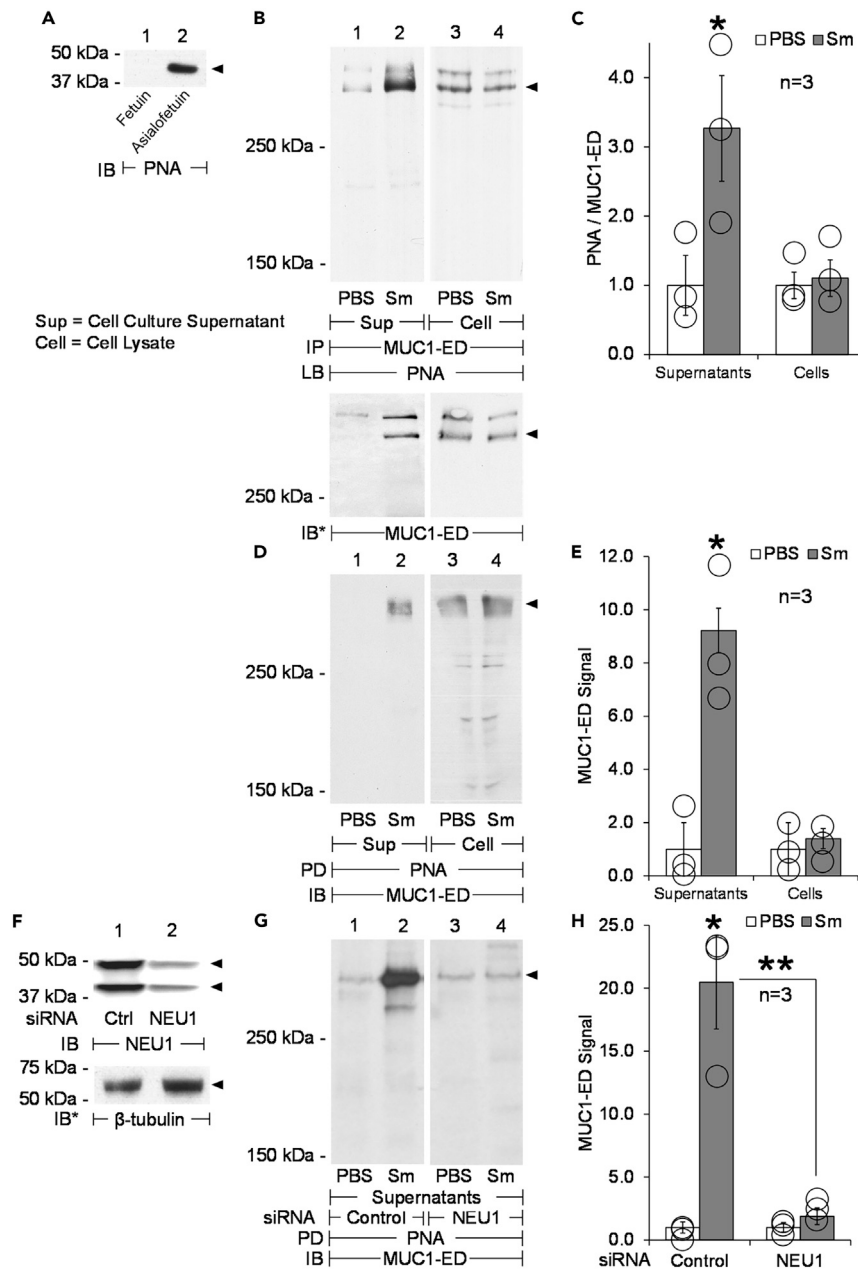 A
1 2
50 kDa -
37 kDa -
Fetuin
Asialofetuin
IB PNA
Sup = Cell Culture Supernatant
Cell = Cell Lysate
B
1 2 3 4
250 kDa -
150 kDa -
PBS Sm PBS Sm
Sup Cell
IP MUC1-ED
LB PNA
250 kDa -
IB* MUC1-ED
C
PBS Sm
*
n=3
PNA / MUC1-ED
4.0
3.0
2.0
1.0
0.0
Supernatants Cells
D
1 2 3 4
250 kDa -
150 kDa -
PBS Sm PBS Sm
Sup Cell
PD PNA
IB MUC1-ED
E
PBS Sm
*
n=3
MUC1-ED Signal
12.0
10.0
8.0
6.0
4.0
2.0
0.0
Supernatants Cells
F
1 2
50 kDa -
37 kDa -
siRNA Ctrl NEU1
IB NEU1
75 kDa -
50 kDa -
IB* β-tubulin
G
1 2 3 4
250 kDa -
150 kDa -
PBS Sm PBS Sm
Supernatants
siRNA Control NEU1
PD PNA
IB MUC1-ED
H
PBS Sm
*
**
n=3
MUC1-ED Signal
25.0
20.0
15.0
10.0
5.0
0.0
siRNA Control NEU1